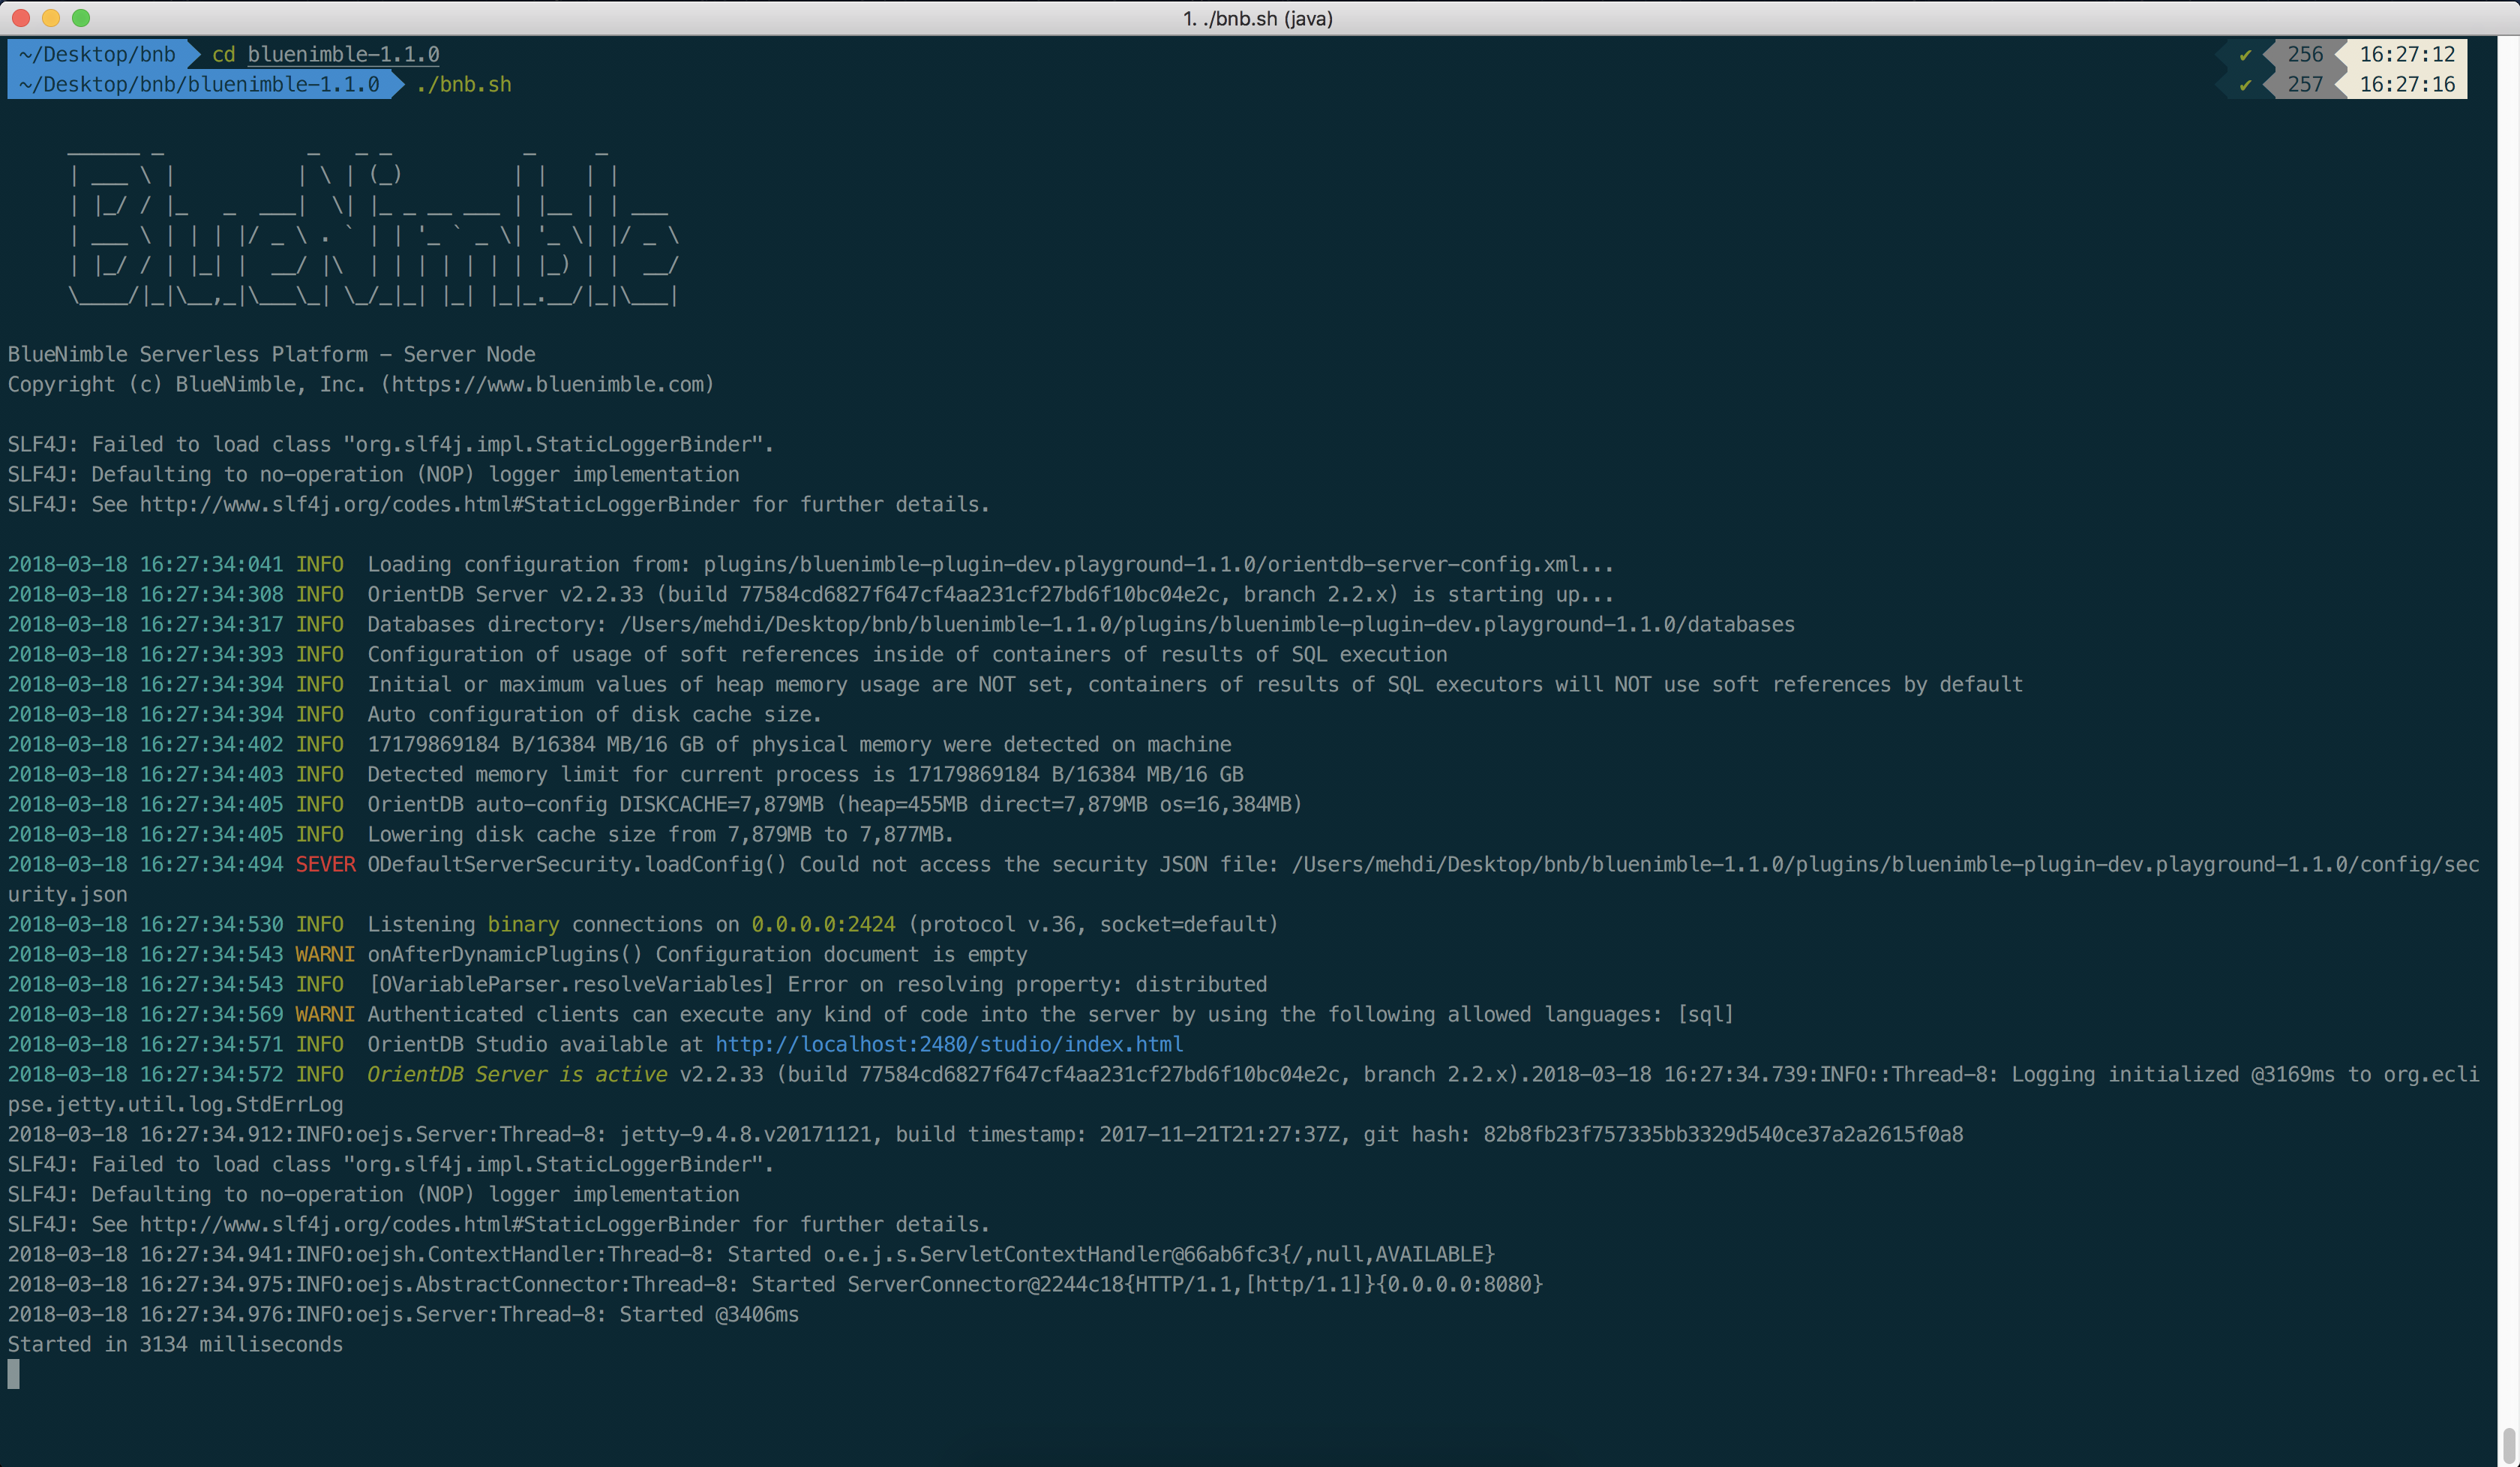 1. ./bnb.sh (java)
~/Desktop/bnb cd bluenimble-1.1.0 ✔ 256 16:27:12
~/Desktop/bnb/bluenimble-1.1.0 ./bnb.sh ✔ 257 16:27:16
BlueNimble
BlueNimble Serverless Platform - Server Node
Copyright (c) BlueNimble, Inc. (https://www.bluenimble.com)
SLF4J: Failed to load class "org.slf4j.impl.StaticLoggerBinder".
SLF4J: Defaulting to no-operation (NOP) logger implementation
SLF4J: See http://www.slf4j.org/codes.html#StaticLoggerBinder for further details.
2018-03-18 16:27:34:041 INFO  Loading configuration from: plugins/bluenimble-plugin-dev.playground-1.1.0/orientdb-server-config.xml...
2018-03-18 16:27:34:308 INFO  OrientDB Server v2.2.33 (build 77584cd6827f647cf4aa231cf27bd6f10bc04e2c, branch 2.2.x) is starting up...
2018-03-18 16:27:34:317 INFO  Databases directory: /Users/mehdi/Desktop/bnb/bluenimble-1.1.0/plugins/bluenimble-plugin-dev.playground-1.1.0/databases
2018-03-18 16:27:34:393 INFO  Configuration of usage of soft references inside of containers of results of SQL execution
2018-03-18 16:27:34:394 INFO  Initial or maximum values of heap memory usage are NOT set, containers of results of SQL executors will NOT use soft references by default
2018-03-18 16:27:34:394 INFO  Auto configuration of disk cache size.
2018-03-18 16:27:34:402 INFO  17179869184 B/16384 MB/16 GB of physical memory were detected on machine
2018-03-18 16:27:34:403 INFO  Detected memory limit for current process is 17179869184 B/16384 MB/16 GB
2018-03-18 16:27:34:405 INFO  OrientDB auto-config DISKCACHE=7,879MB (heap=455MB direct=7,879MB os=16,384MB)
2018-03-18 16:27:34:405 INFO  Lowering disk cache size from 7,879MB to 7,877MB.
2018-03-18 16:27:34:494 SEVER ODefaultServerSecurity.loadConfig() Could not access the security JSON file: /Users/mehdi/Desktop/bnb/bluenimble-1.1.0/plugins/bluenimble-plugin-dev.playground-1.1.0/config/sec
urity.json
2018-03-18 16:27:34:530 INFO  Listening binary connections on 0.0.0.0:2424 (protocol v.36, socket=default)
2018-03-18 16:27:34:543 WARNI onAfterDynamicPlugins() Configuration document is empty
2018-03-18 16:27:34:543 INFO  [OVariableParser.resolveVariables] Error on resolving property: distributed
2018-03-18 16:27:34:569 WARNI Authenticated clients can execute any kind of code into the server by using the following allowed languages: [sql]
2018-03-18 16:27:34:571 INFO  OrientDB Studio available at http://localhost:2480/studio/index.html
2018-03-18 16:27:34:572 INFO  OrientDB Server is active v2.2.33 (build 77584cd6827f647cf4aa231cf27bd6f10bc04e2c, branch 2.2.x).2018-03-18 16:27:34.739:INFO::Thread-8: Logging initialized @3169ms to org.ecli
pse.jetty.util.log.StdErrLog
2018-03-18 16:27:34.912:INFO:oejs.Server:Thread-8: jetty-9.4.8.v20171121, build timestamp: 2017-11-21T21:27:37Z, git hash: 82b8fb23f757335bb3329d540ce37a2a2615f0a8
SLF4J: Failed to load class "org.slf4j.impl.StaticLoggerBinder".
SLF4J: Defaulting to no-operation (NOP) logger implementation
SLF4J: See http://www.slf4j.org/codes.html#StaticLoggerBinder for further details.
2018-03-18 16:27:34.941:INFO:oejsh.ContextHandler:Thread-8: Started o.e.j.s.ServletContextHandler@66ab6fc3{/,null,AVAILABLE}
2018-03-18 16:27:34.975:INFO:oejs.AbstractConnector:Thread-8: Started ServerConnector@2244c18{HTTP/1.1,[http/1.1]}{0.0.0.0:8080}
2018-03-18 16:27:34.976:INFO:oejs.Server:Thread-8: Started @3406ms
Started in 3134 milliseconds